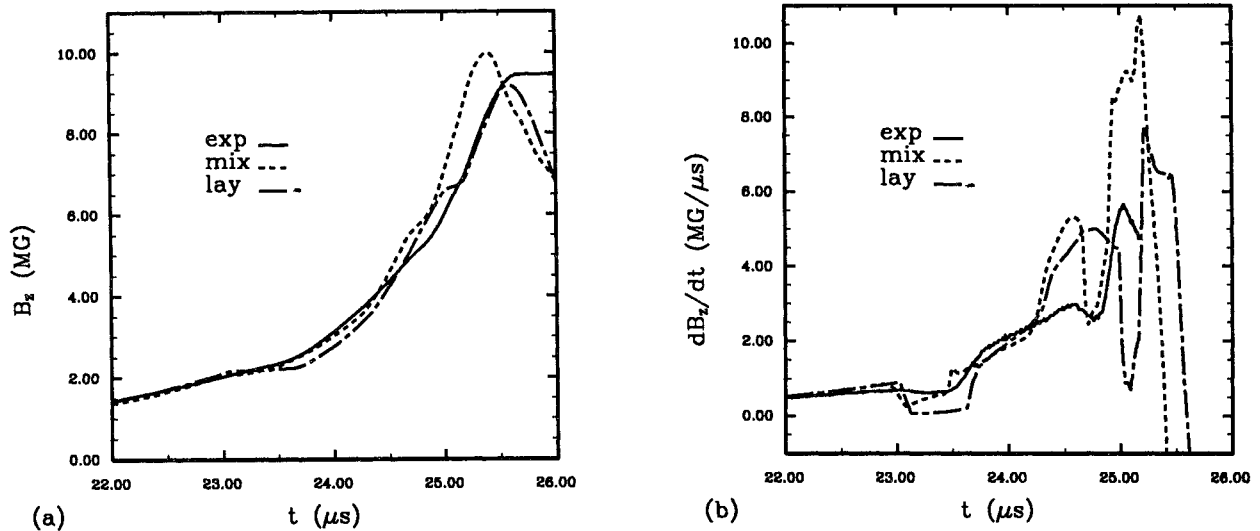 10.00
8.00
6.00
4.00
2.00
0.00
B_z (MG)
exp
mix
lay
22.00 23.00 24.00 25.00 26.00
(a) t (μs)
10.00
8.00
6.00
4.00
2.00
0.00
dB_z/dt (MG/μs)
exp
mix
lay
22.00 23.00 24.00 25.00 26.00
(b) t (μs)